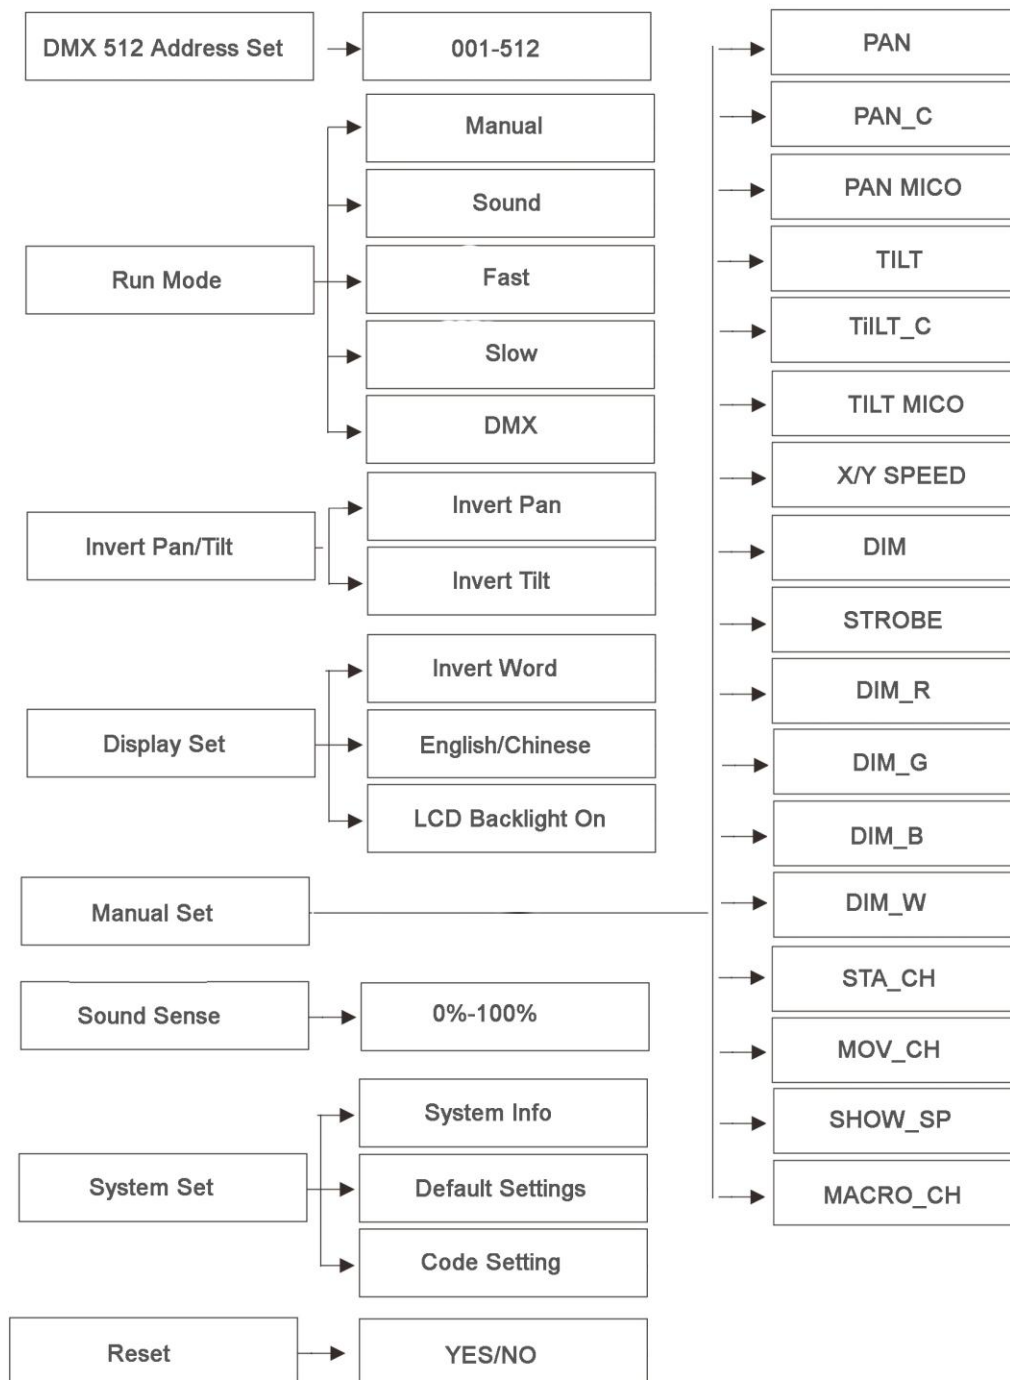 DMX 512 Address Set
001-512
Run Mode
Manual
Sound
Fast
Slow
DMX
Invert Pan/Tilt
Invert Pan
Invert Tilt
Display Set
Invert Word
English/Chinese
LCD Backlight On
Manual Set
PAN
PAN_C
PAN MICO
TILT
TiILT_C
TILT MICO
X/Y SPEED
DIM
STROBE
DIM_R
DIM_G
DIM_B
DIM_W
STA_CH
MOV_CH
SHOW_SP
MACRO_CH
Sound Sense
0%-100%
System Set
System Info
Default Settings
Code Setting
Reset
YES/NO